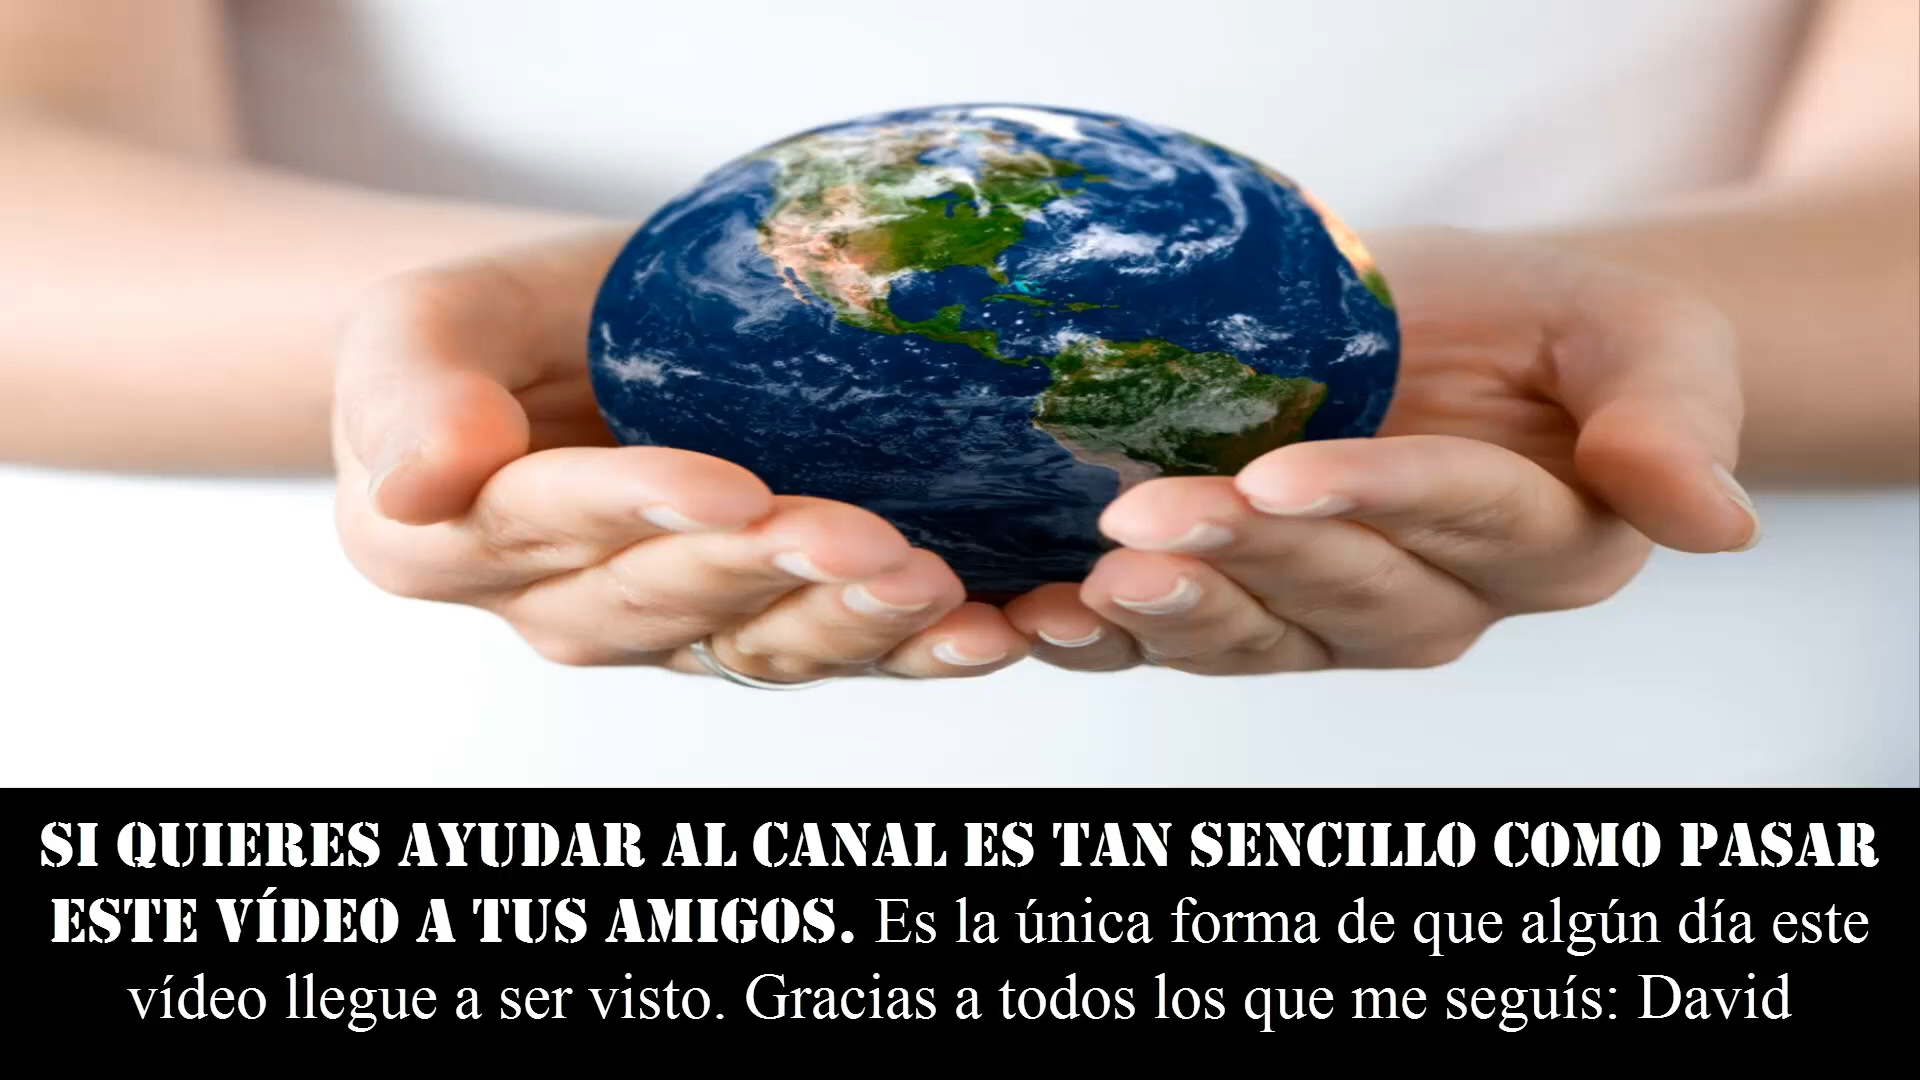 SI QUIERES AYUDAR AL CANAL ES TAN SENCILLO COMO PASAR
ESTE VÍDEO A TUS AMIGOS. Es la única forma de que algún día este
vídeo llegue a ser visto. Gracias a todos los que me seguís: David